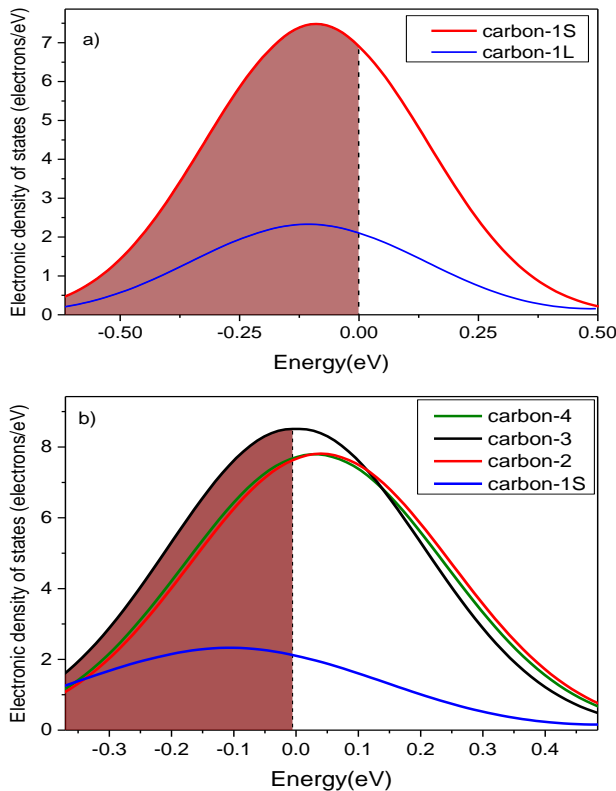 a)
carbon-1S
carbon-1L
Electronic density of states (electrons/eV)
7
6
5
4
3
2
1
0
-0.50
-0.25
0.00
0.25
0.50
Energy(eV)
b)
carbon-4
carbon-3
carbon-2
carbon-1S
Electronic density of states (electrons/eV)
8
6
4
2
0
-0.3
-0.2
-0.1
0.0
0.1
0.2
0.3
0.4
Energy(eV)